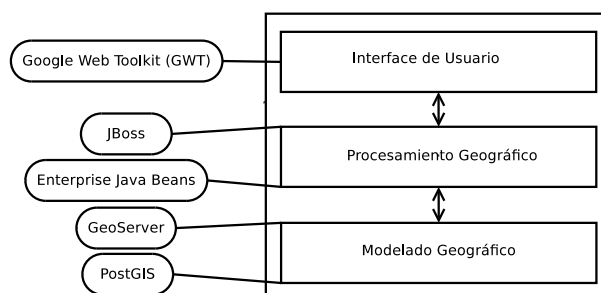 Google Web Toolkit (GWT)
Interface de Usuario
JBoss
Procesamiento Geográfico
Enterprise Java Beans
GeoServer
Modelado Geográfico
PostGIS